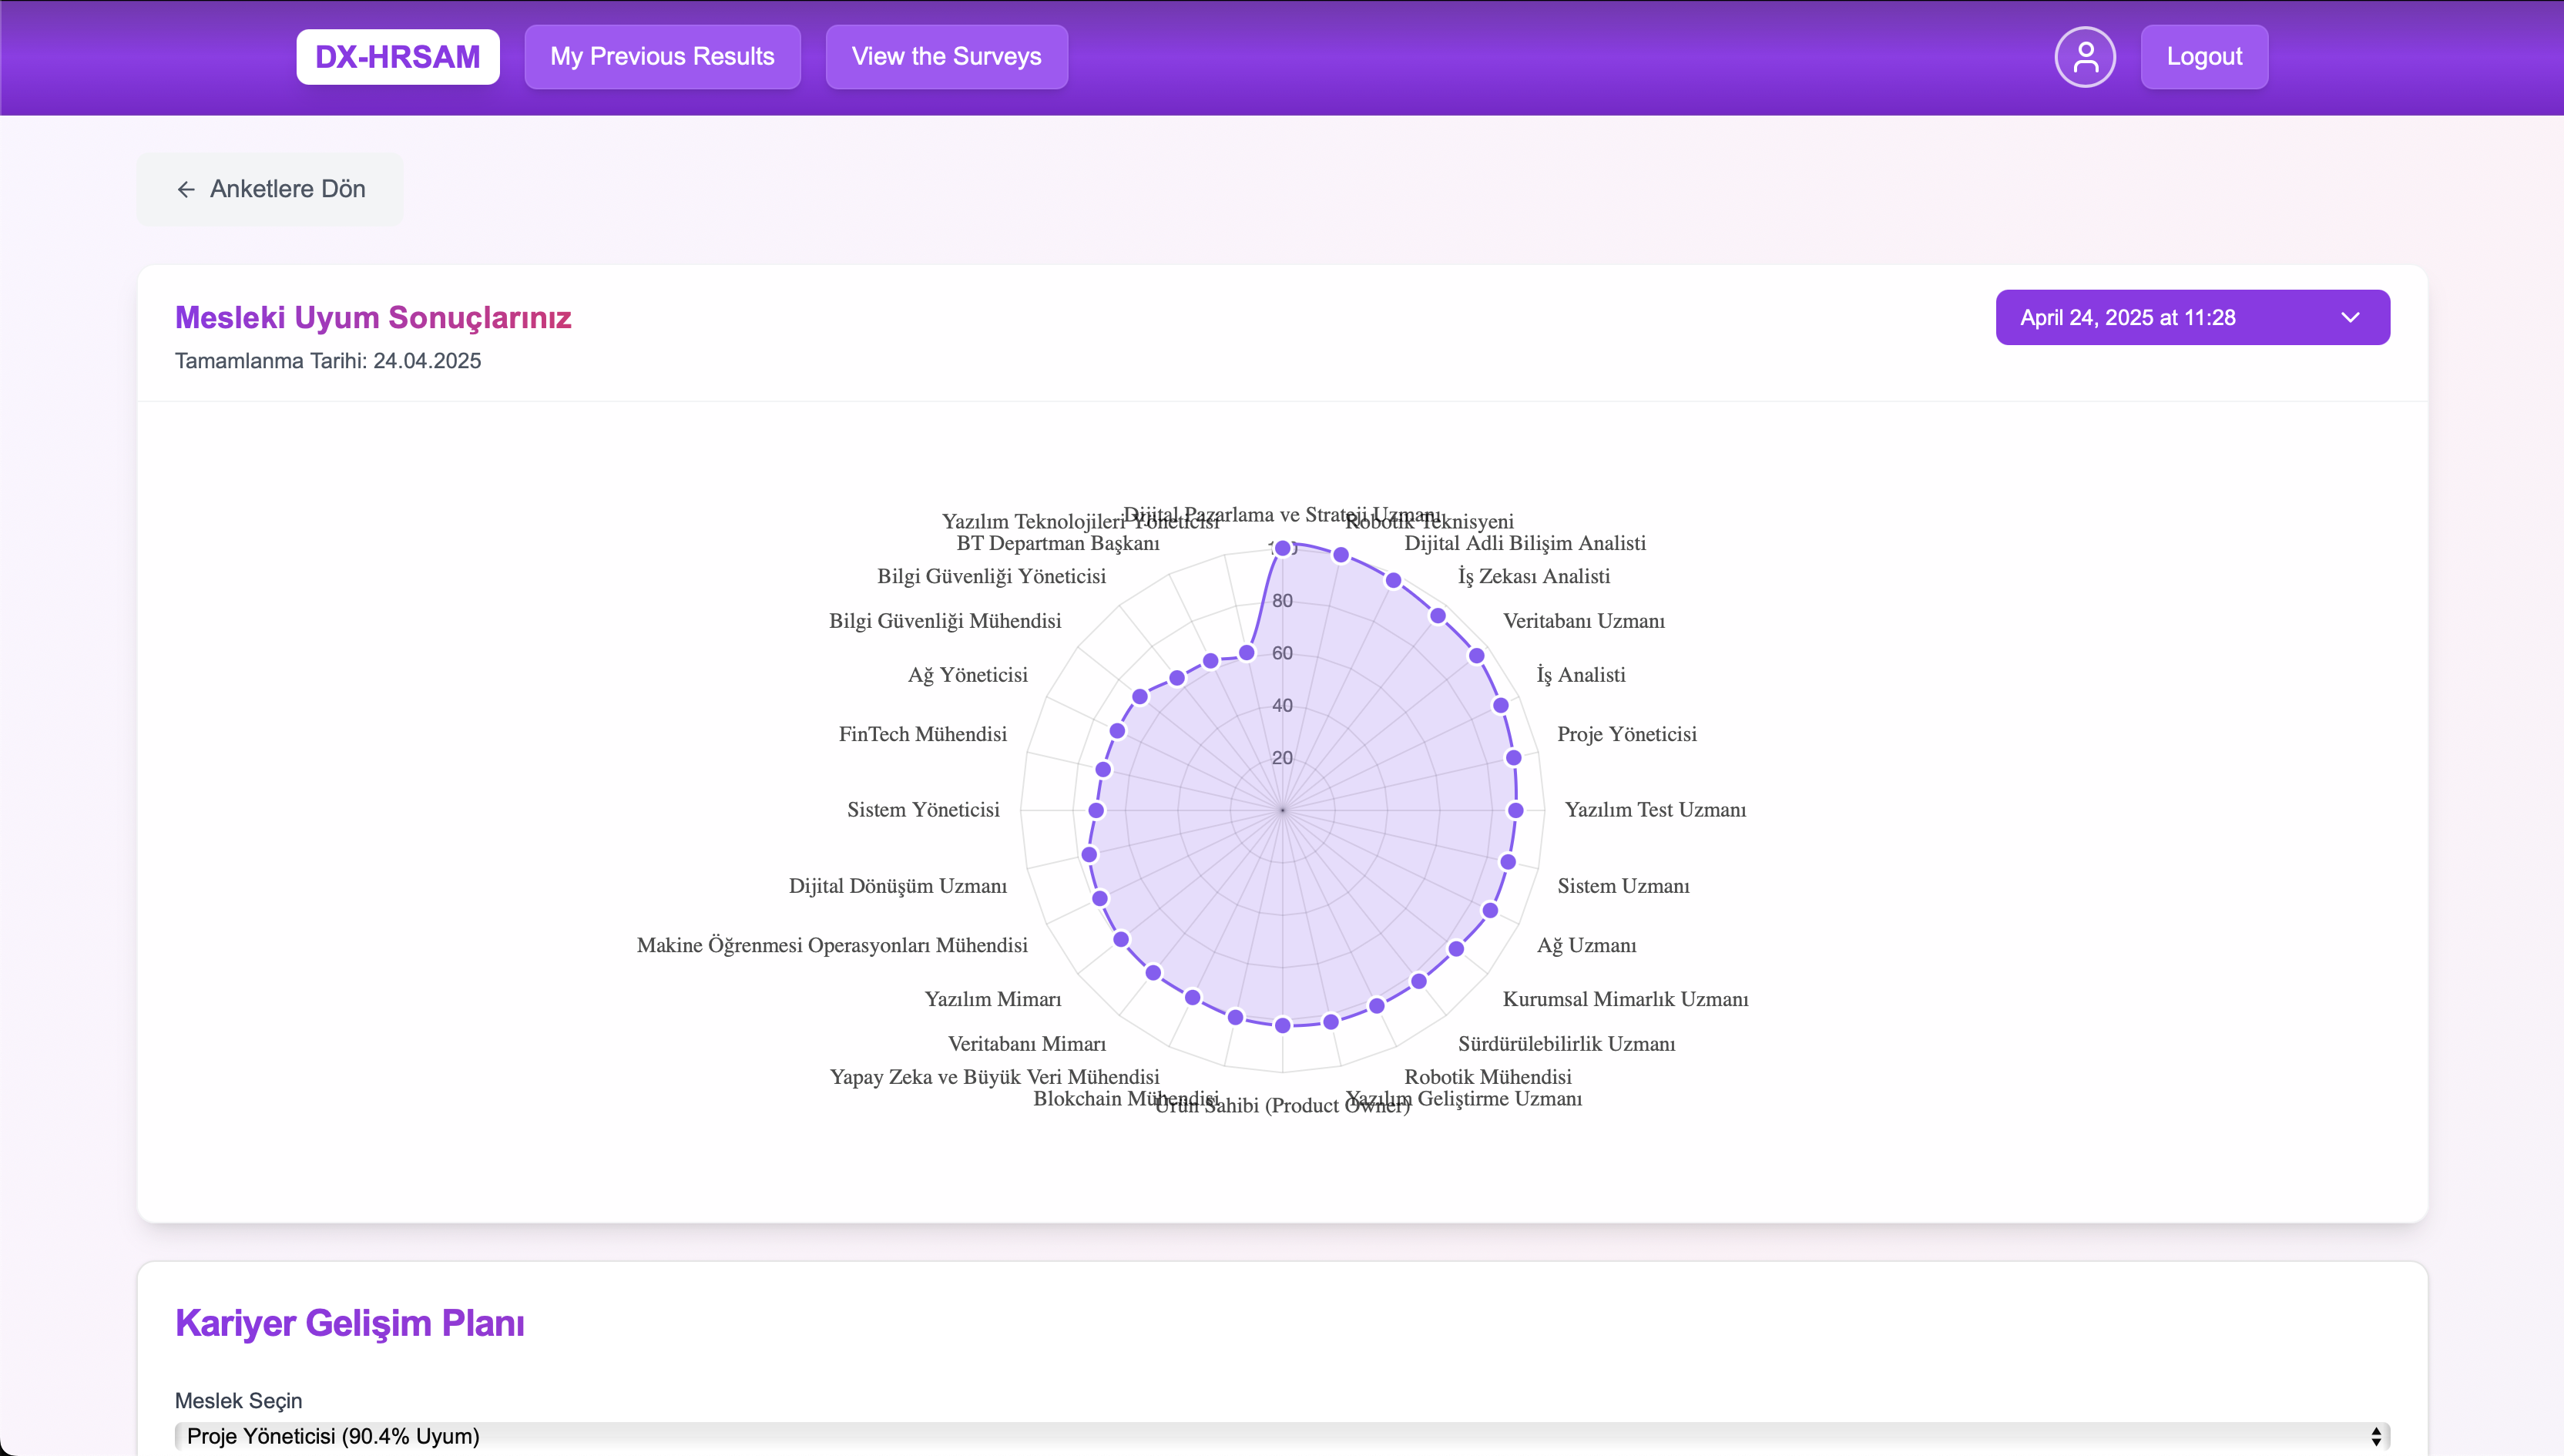 DX-HRSAM
My Previous Results
View the Surveys
Logout
← Anketlere Dön
Mesleki Uyum Sonuçlarınız
Tamamlanma Tarihi: 24.04.2025
April 24, 2025 at 11:28
Dijital Pazarlama ve Strateji Uzmanı
Robotik Teknisyeni
Dijital Adli Bilişim Analisti
İş Zekası Analisti
Veritabanı Uzmanı
İş Analisti
Proje Yöneticisi
Yazılım Test Uzmanı
Sistem Uzmanı
Ağ Uzmanı
Kurumsal Mimarlık Uzmanı
Sürdürülebilirlik Uzmanı
Robotik Mühendisi
Yazılım Geliştirme Uzmanı
Ürün Sahibi (Product Owner)
Blokchain Mühendisi
Yapay Zeka ve Büyük Veri Mühendisi
Veritabanı Mimarı
Yazılım Mimarı
Makine Öğrenmesi Operasyonları Mühendisi
Dijital Dönüşüm Uzmanı
Sistem Yöneticisi
FinTech Mühendisi
Ağ Yöneticisi
Bilgi Güvenliği Mühendisi
Bilgi Güvenliği Yöneticisi
BT Departman Başkanı
Yazılım Teknolojileri Yöneticisi
100
80
60
40
20
Kariyer Gelişim Planı
Meslek Seçin
Proje Yöneticisi (90.4% Uyum)